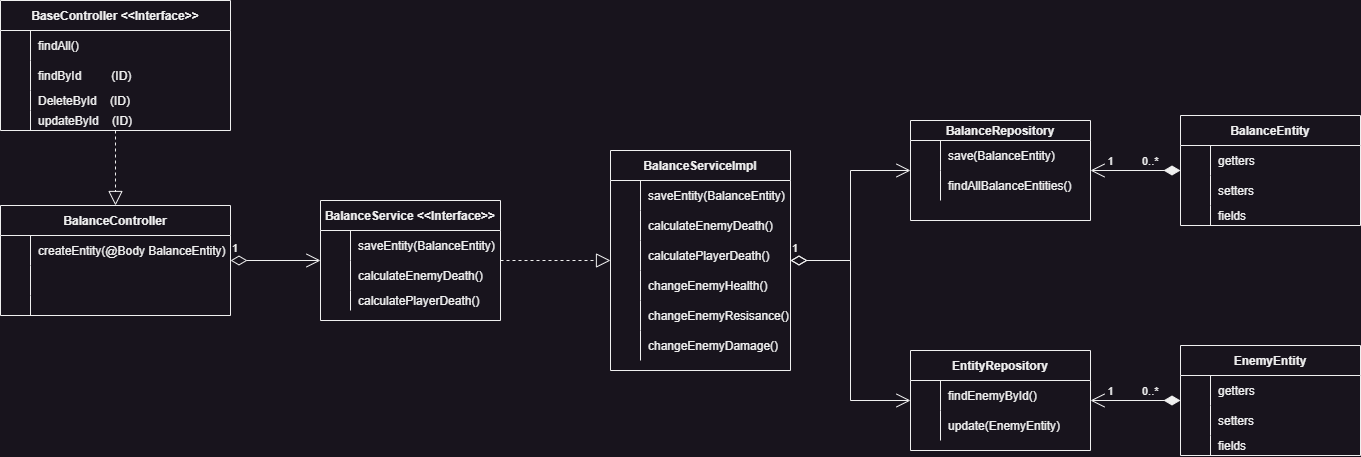 BaseController <<Interface>>
findAll()
findById (ID)
DeleteById (ID)
updateById (ID)
BalanceController
createEntity(@Body BalanceEntity)
1
BalanceService <<Interface>>
saveEntity(BalanceEntity)
calculateEnemyDeath()
calculatePlayerDeath()
BalanceServiceImpl
saveEntity(BalanceEntity)
calculateEnemyDeath()
calculatePlayerDeath()
changeEnemyHealth()
changeEnemyResisance()
changeEnemyDamage()
1
BalanceRepository
save(BalanceEntity)
findAllBalanceEntities()
1 0..*
BalanceEntity
getters
setters
fields
EntityRepository
findEnemyById()
update(EnemyEntity)
1 0..*
EnemyEntity
getters
setters
fields